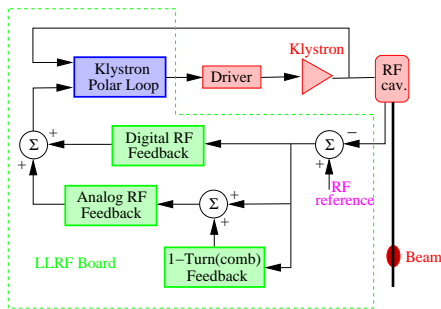 Klystron
Klystron
Polar Loop
Driver
RF
cav.
Digital RF
Feedback
Σ
+
+
Σ
−
+
Analog RF
Feedback
Σ
+
+
RF
reference
1−Turn(comb)
Feedback
LLRF Board
Beam